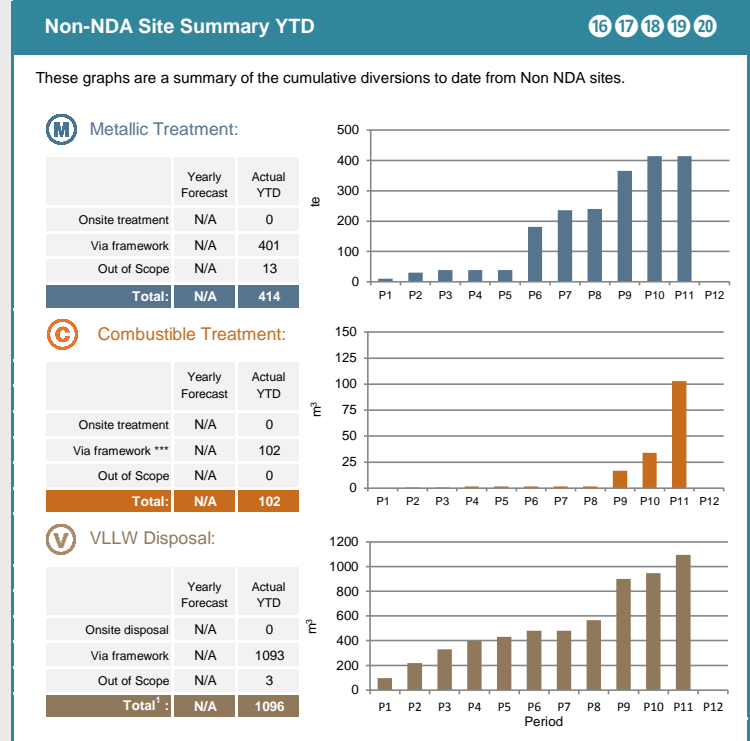 Non-NDA Site Summary YTD
16 17 18 19 20
These graphs are a summary of the cumulative diversions to date from Non NDA sites.
M Metallic Treatment:
Yearly Forecast Actual YTD
Onsite treatment N/A 0
Via framework N/A 401
Out of Scope N/A 13
Total: N/A 414
500
400
300
200
100
0
te
P1 P2 P3 P4 P5 P6 P7 P8 P9 P10 P11 P12
C Combustible Treatment:
Yearly Forecast Actual YTD
Onsite treatment N/A 0
Via framework *** N/A 102
Out of Scope N/A 0
Total: N/A 102
150
125
100
75
50
25
0
m³
P1 P2 P3 P4 P5 P6 P7 P8 P9 P10 P11 P12
V VLLW Disposal:
Yearly Forecast Actual YTD
Onsite disposal N/A 0
Via framework N/A 1093
Out of Scope N/A 3
Total¹ : N/A 1096
1200
1000
800
600
400
200
0
m³
P1 P2 P3 P4 P5 P6 P7 P8 P9 P10 P11 P12
Period